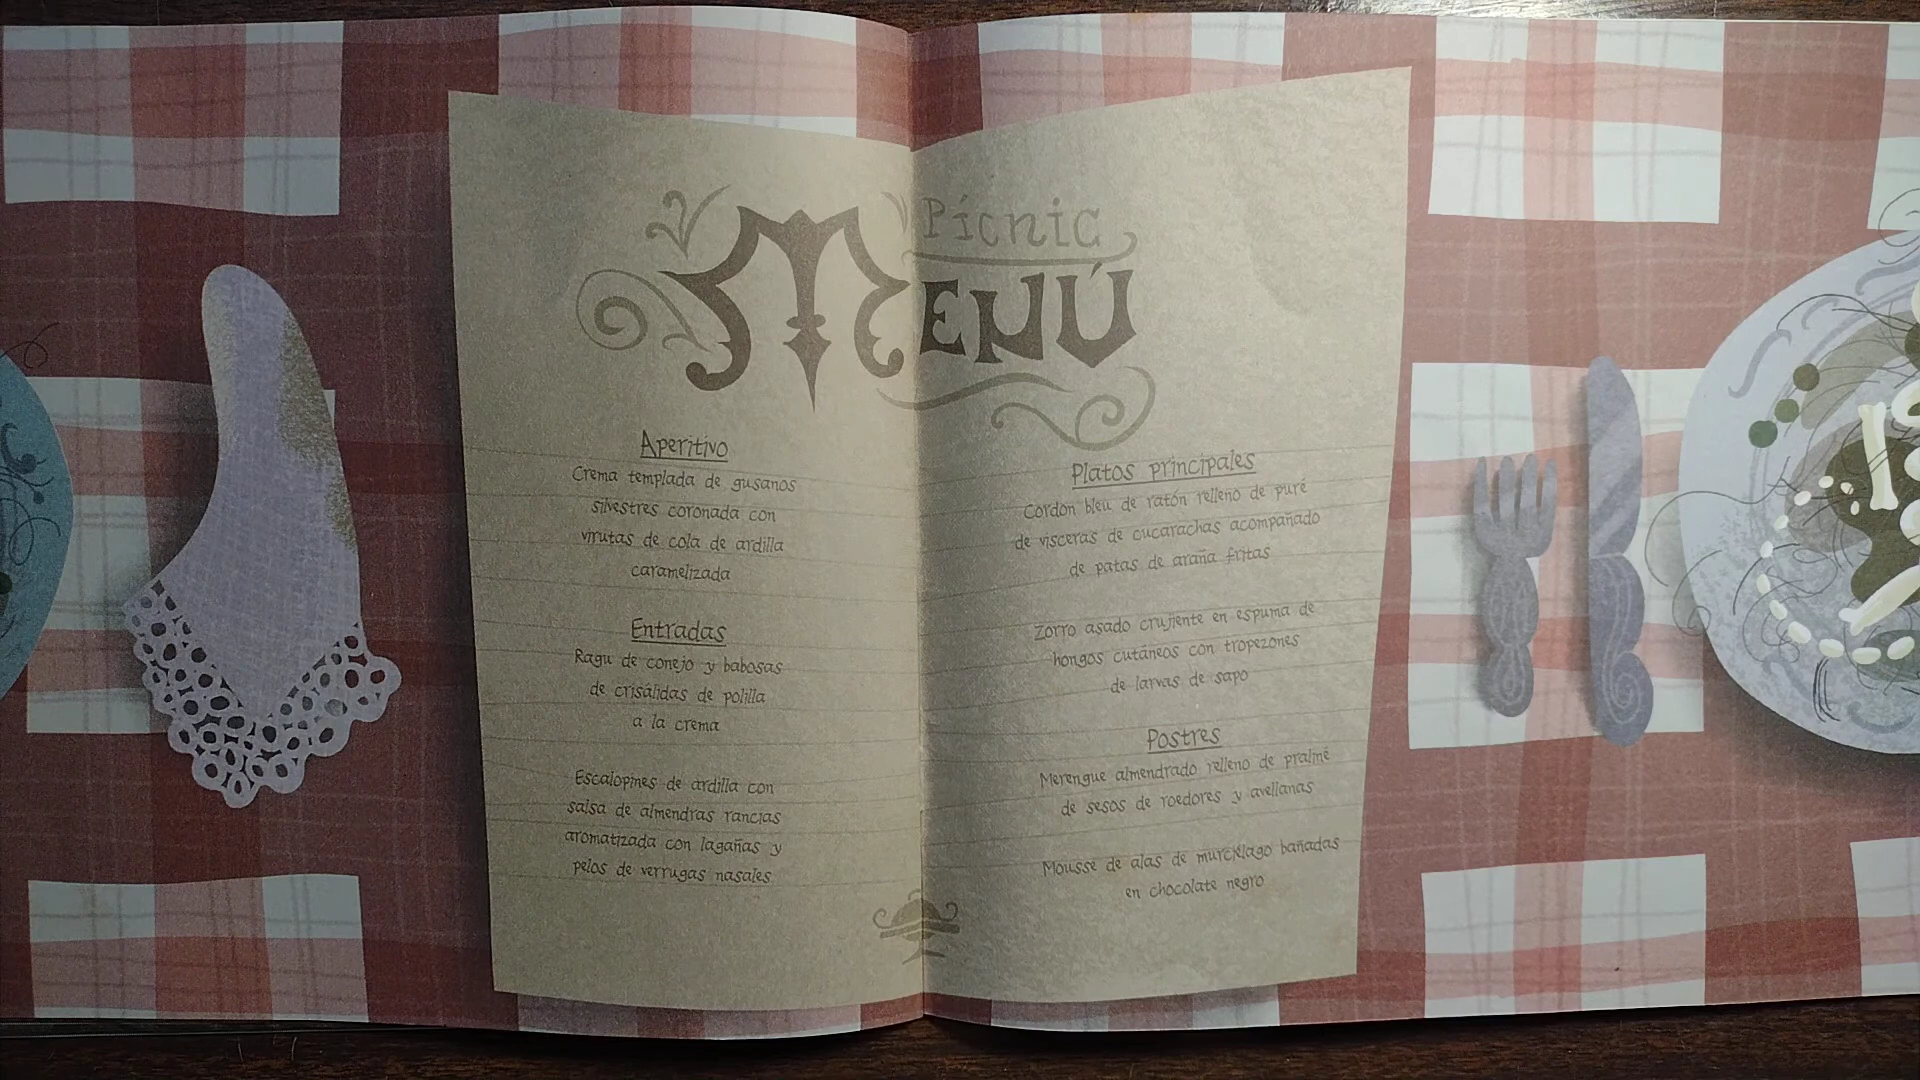 Pícnic
MENÚ
Aperitivo
Crema templada de gusanos
silvestres coronada con
virutas de cola de ardilla
caramelizada
Entradas
Ragu de conejo y babosas
de crisálidas de polilla
a la crema
Escalopines de ardilla con
salsa de almendras rancias
aromatizada con lagañas y
pelos de verrugas nasales
Platos principales
Cordon bleu de ratón relleno de puré
de vísceras de cucarachas acompañado
de patas de araña fritas
Zorro asado crujiente en espuma de
hongos cutáneos con tropezones
de larvas de sapo
Postres
Merengue almendrado relleno de praliné
de sesos de roedores y avellanas
Mousse de alas de murciélago bañadas
en chocolate negro